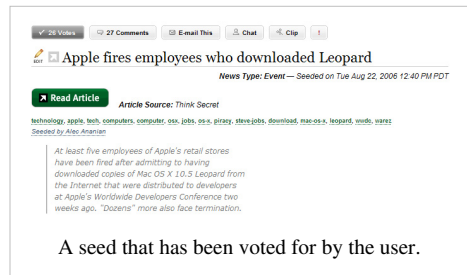 26 Votes 27 Comments E-mail This Chat Clip !
EDIT Apple fires employees who downloaded Leopard
News Type: Event — Seeded on Tue Aug 22, 2006 12:40 PM PDT
Read Article Article Source: Think Secret
technology, apple, tech, computers, computer, osx, jobs, os-x, piracy, steve-jobs, download, mac-os-x, leopard, wwdc, warez
Seeded by Alec Ananian
At least five employees of Apple's retail stores
have been fired after admitting to having
downloaded copies of Mac OS X 10.5 Leopard from
the Internet that were distributed to developers
at Apple's Worldwide Developers Conference two
weeks ago. "Dozens" more also face termination.
A seed that has been voted for by the user.